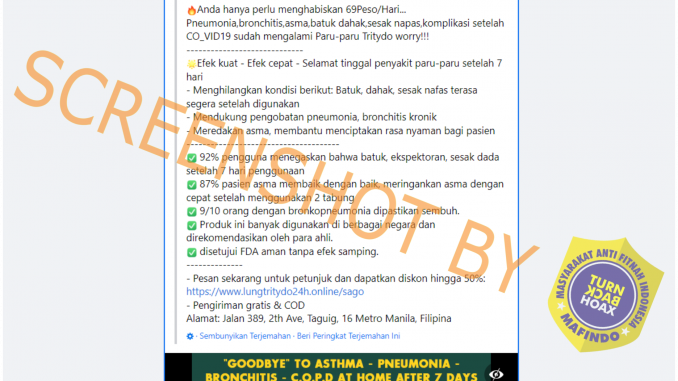 🔥Anda hanya perlu menghabiskan 69Peso/Hari...
Pneumonia,bronchitis,asma,batuk dahak,sesak napas,komplikasi setelah
CO_VID19 sudah mengalami Paru-paru Tritydo worry!!!
----------------------------
⭐Efek kuat - Efek cepat - Selamat tinggal penyakit paru-paru setelah 7
hari
- Menghilangkan kondisi berikut: Batuk, dahak, sesak nafas terasa
segera setelah digunakan
- Mendukung pengobatan pneumonia, bronchitis kronik
- Meredakan asma, membantu menciptakan rasa nyaman bagi pasien
-------------------------------------
✅ 92% pengguna menegaskan bahwa batuk, ekspektoran, sesak dada
setelah 7 hari penggunaan
✅ 87% pasien asma membaik dengan baik, meringankan asma dengan
cepat setelah menggunakan 2 tabung
✅ 9/10 orang dengan bronkopneumonia dipastikan sembuh.
✅ Produk ini banyak digunakan di berbagai negara dan
direkomendasikan oleh para ahli.
✅ disetujui FDA aman tanpa efek samping.
--------------
- Pesan sekarang untuk petunjuk dan dapatkan diskon hingga 50%:
https://www.lungtritydo24h.online/sago
- Pengiriman gratis & COD
Alamat: Jalan 389, 2th Ave, Taguig, 16 Metro Manila, Filipina
· Sembunyikan Terjemahan · Beri Peringkat Terjemahan Ini
"GOODBYE" TO ASTHMA - PNEUMONIA -
BRONCHITIS - C.O.P.D AT HOME AFTER 7 DAYS
SCREENSHOT BY
MASYARAKAT ANTI FITNAH INDONESIA
TURN
BACK
HOAX
MAFINDO